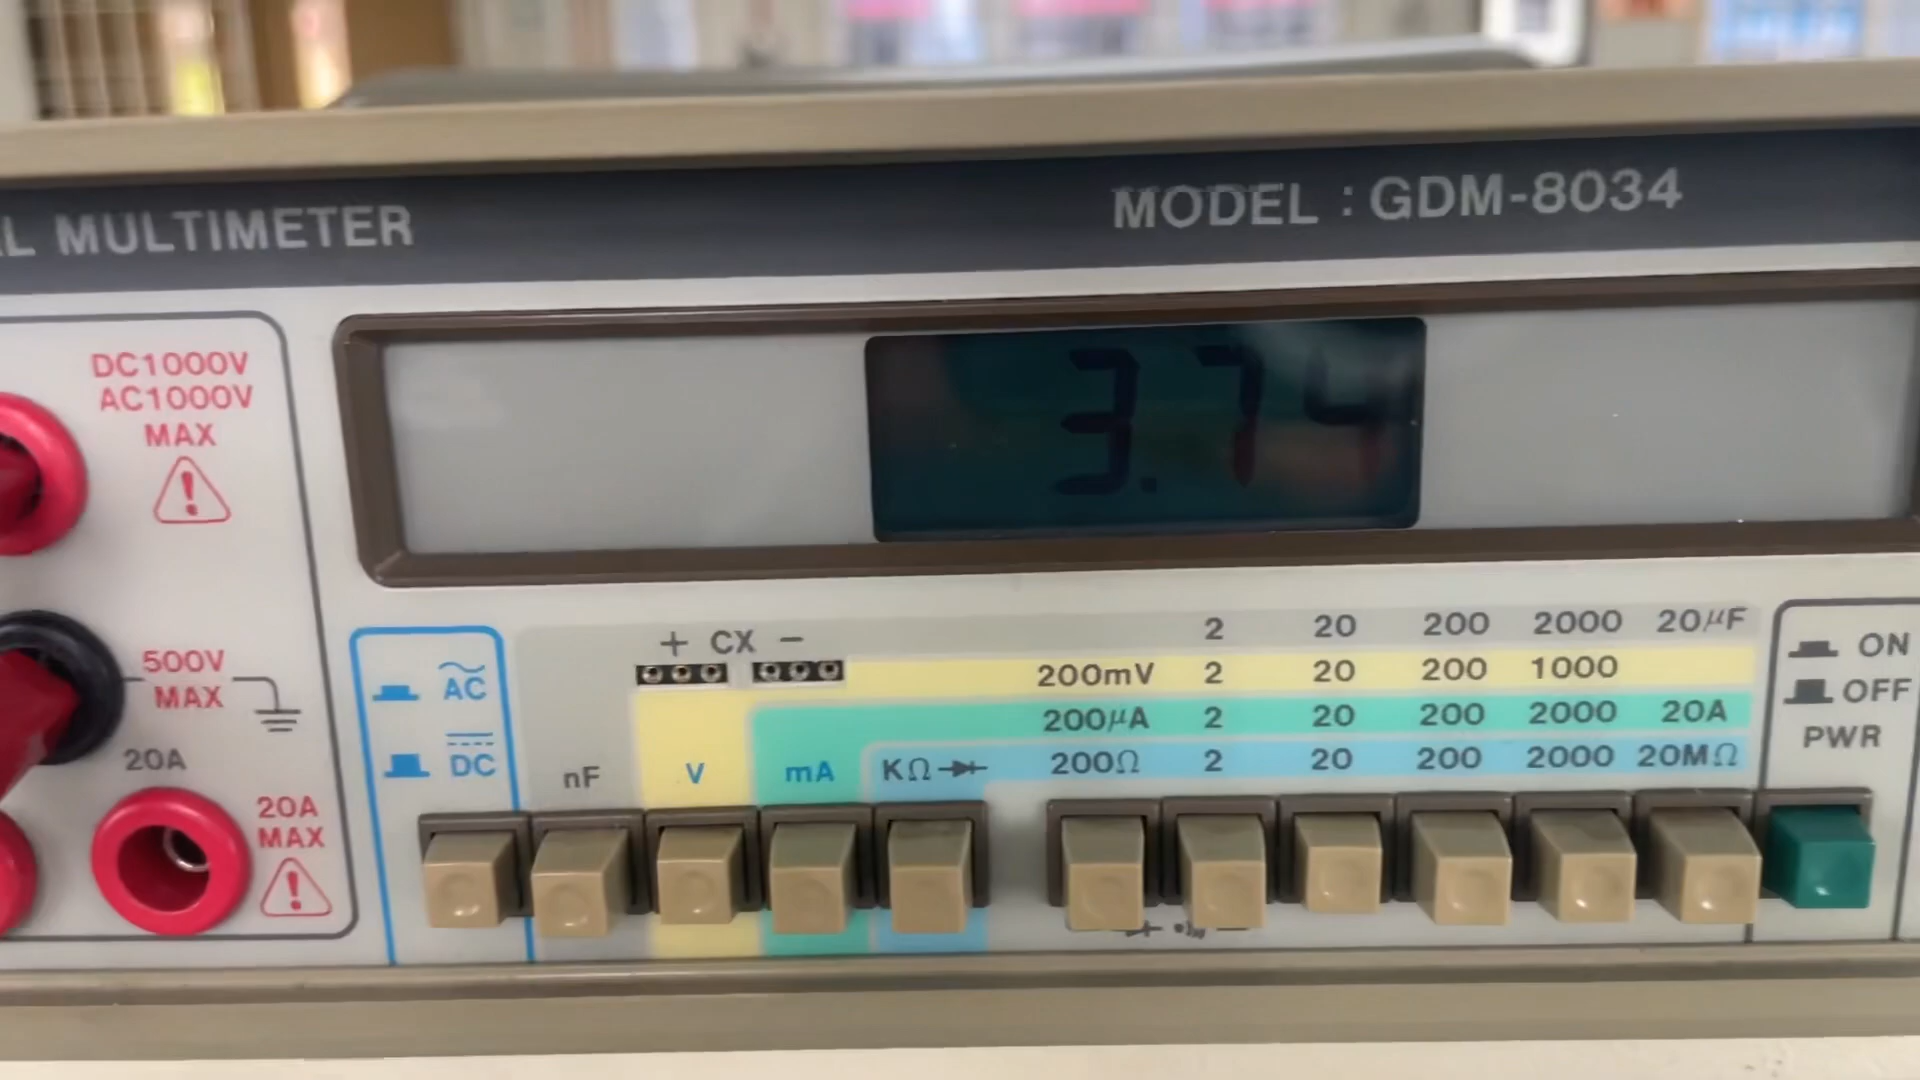 L MULTIMETER
MODEL : GDM-8034
DC1000V
AC1000V
MAX
3.74
500V
MAX
20A
20A
MAX
AC
DC
+ CX −
nF
V
mA
KΩ
2 20 200 2000 20μF
200mV 2 20 200 1000
200μA 2 20 200 2000 20A
200Ω 2 20 200 2000 20MΩ
ON
OFF
PWR